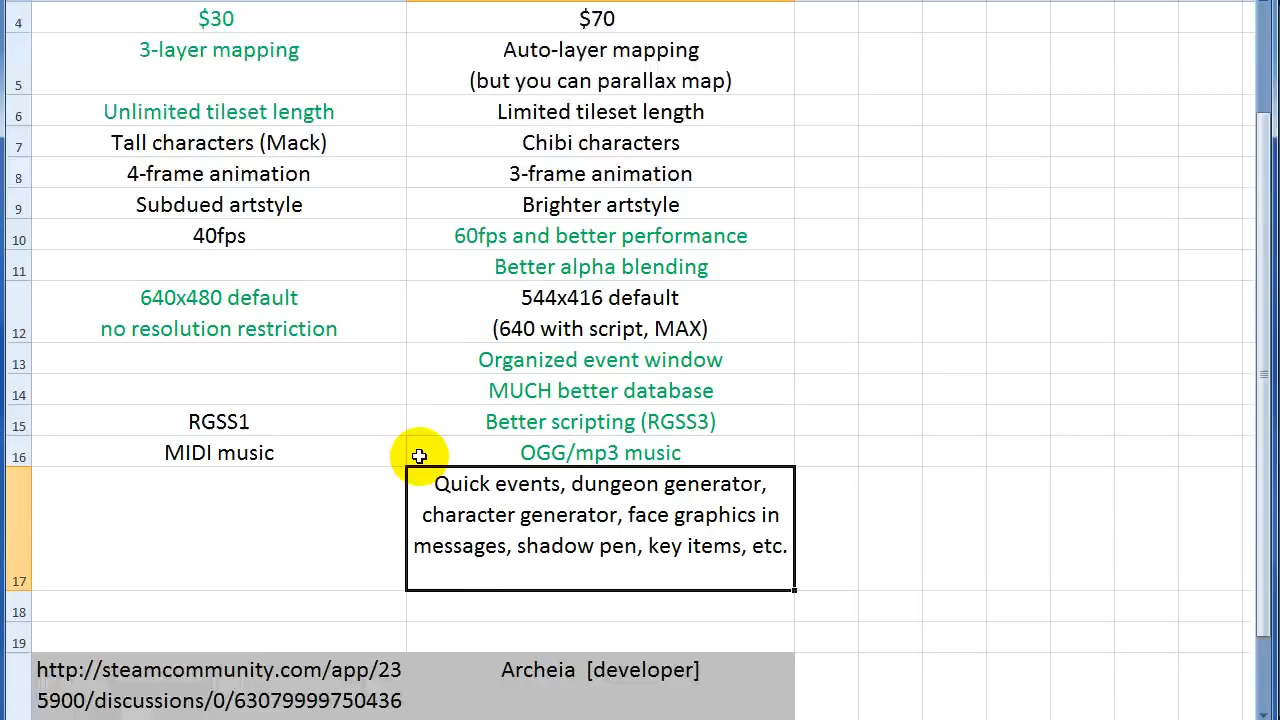 4 $30 $70
3-layer mapping Auto-layer mapping
5 (but you can parallax map)
6 Unlimited tileset length Limited tileset length
7 Tall characters (Mack) Chibi characters
8 4-frame animation 3-frame animation
9 Subdued artstyle Brighter artstyle
10 40fps 60fps and better performance
11 Better alpha blending
640x480 default 544x416 default
12 no resolution restriction (640 with script, MAX)
13 Organized event window
14 MUCH better database
15 RGSS1 Better scripting (RGSS3)
16 MIDI music OGG/mp3 music
Quick events, dungeon generator,
character generator, face graphics in
messages, shadow pen, key items, etc.
17
18
19
http://steamcommunity.com/app/23 Archeia [developer]
5900/discussions/0/63079999750436